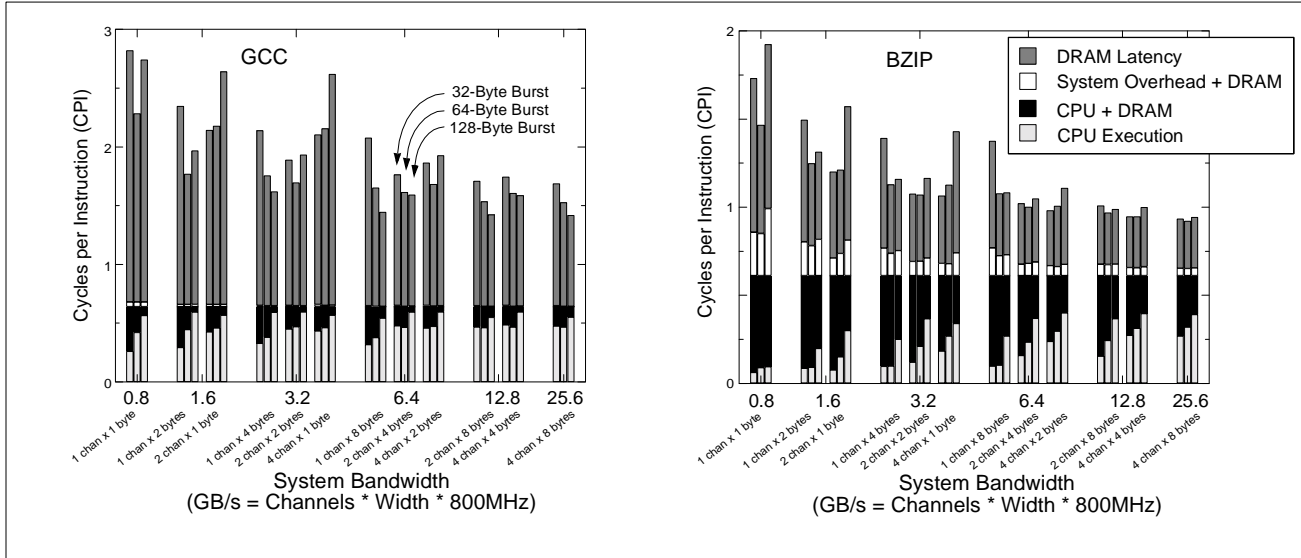 GCC
3
2
1
0
Cycles per Instruction (CPI)
32-Byte Burst
64-Byte Burst
128-Byte Burst
0.8
1.6
3.2
6.4
12.8
25.6
1 chan x 1 byte
1 chan x 2 bytes
2 chan x 1 byte
1 chan x 4 bytes
2 chan x 2 bytes
4 chan x 1 byte
1 chan x 8 bytes
2 chan x 4 bytes
4 chan x 2 bytes
2 chan x 8 bytes
4 chan x 4 bytes
4 chan x 8 bytes
System Bandwidth
(GB/s = Channels * Width * 800MHz)
BZIP
2
1
0
Cycles per Instruction (CPI)
DRAM Latency
System Overhead + DRAM
CPU + DRAM
CPU Execution
0.8
1.6
3.2
6.4
12.8
25.6
1 chan x 1 byte
1 chan x 2 bytes
2 chan x 1 byte
1 chan x 4 bytes
2 chan x 2 bytes
4 chan x 1 byte
1 chan x 8 bytes
2 chan x 4 bytes
4 chan x 2 bytes
2 chan x 8 bytes
4 chan x 4 bytes
4 chan x 8 bytes
System Bandwidth
(GB/s = Channels * Width * 800MHz)